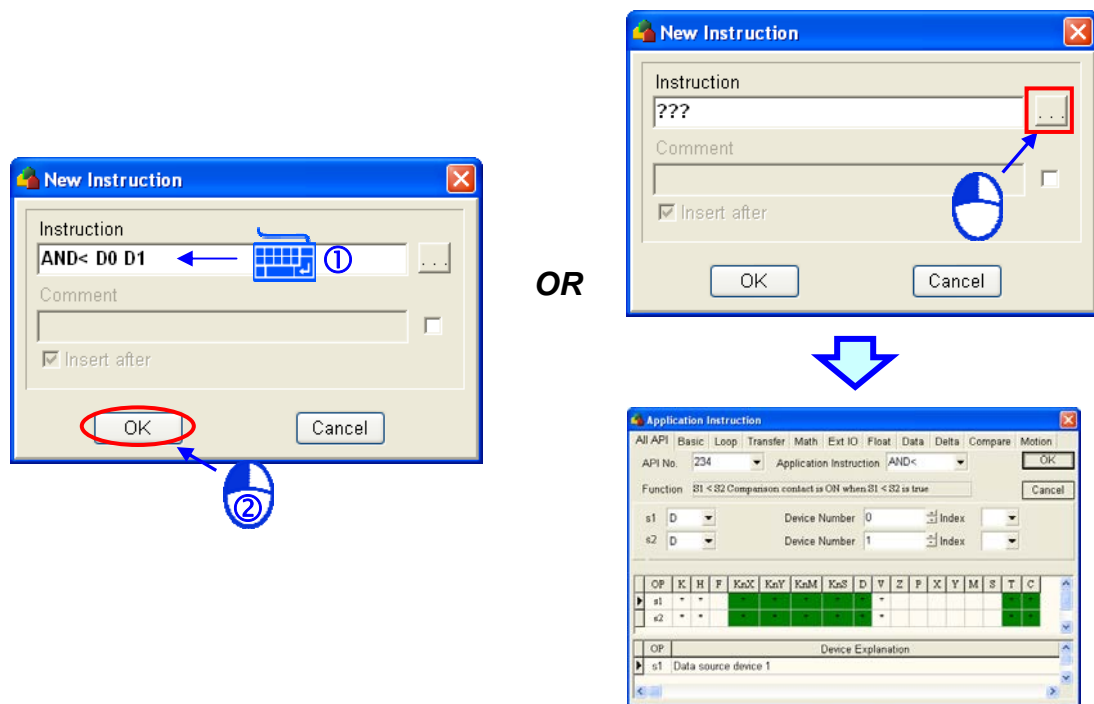 New Instruction
Instruction
AND< D0 D1
①
...
Comment
Insert after
OK
Cancel
②
OR
New Instruction
Instruction
???
...
Comment
Insert after
OK
Cancel
Application Instruction
All API Basic Loop Transfer Math Ext IO Float Data Delta Compare Motion
API No. 234 Application Instruction AND< OK
Function S1 < S2 Comparison contact is ON when S1 < S2 is true Cancel
s1 D Device Number 0 Index
s2 D Device Number 1 Index
OP K H F KnX KnY KnM KnS D V Z P X Y M S T C
s1 * * * * * * * * * *
s2 * * * * * * * * * *
OP Device Explanation
s1 Data source device 1